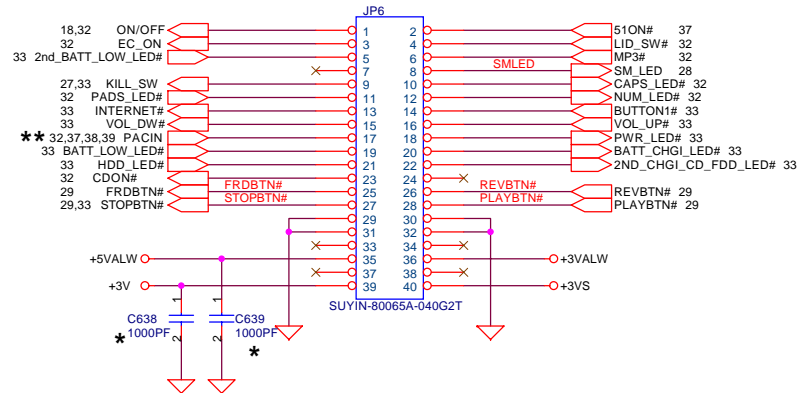 JP6
18,32 ON/OFF 1 2 51ON# 37
32 EC_ON 3 4 LID_SW# 32
33 2nd_BATT_LOW_LED# 5 6 MP3# 32
7 8 SMLED SM_LED 28
27,33 KILL_SW 9 10 CAPS_LED# 32
32 PADS_LED# 11 12 NUM_LED# 32
33 INTERNET# 13 14 BUTTON1# 33
33 VOL_DW# 15 16 VOL_UP# 33
** 32,37,38,39 PACIN 17 18 PWR_LED# 33
33 BATT_LOW_LED# 19 20 BATT_CHGI_LED# 33
33 HDD_LED# 21 22 2ND_CHGI_CD_FDD_LED# 33
32 CDON# 23 24
29 FRDBTN# FRDBTN# 25 26 REVBTN# REVBTN# 29
29,33 STOPBTN# STOPBTN# 27 28 PLAYBTN# PLAYBTN# 29
29 30
31 32
33 34
+5VALW 35 36 +3VALW
37 38
+3V 39 40 +3VS
SUYIN-80065A-040G2T
1 1
C638 C639
1000PF 1000PF
* 2 2 *